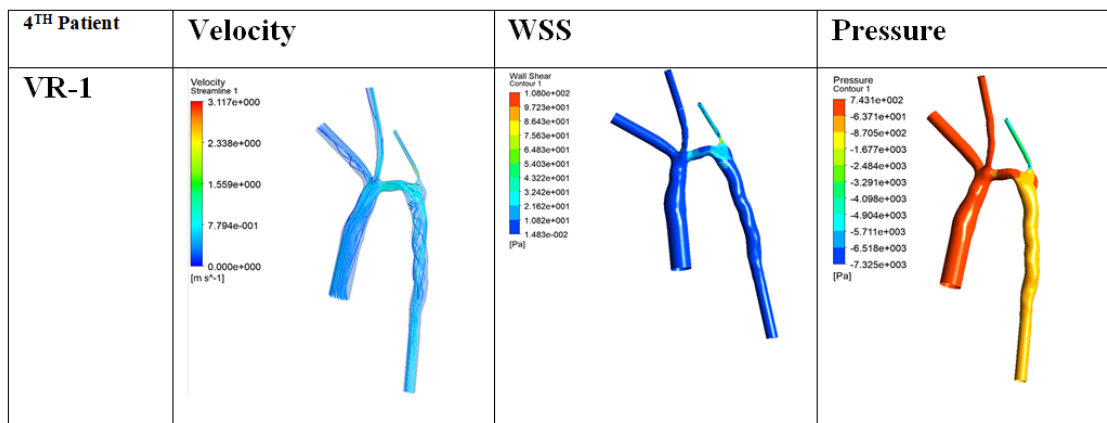 4TH Patient
Velocity
WSS
Pressure
VR-1
Velocity
Streamline 1
3.117e+000
2.338e+000
1.559e+000
7.794e-001
0.000e+000
[m s^-1]
Wall Shear
Contour 1
1.080e+002
9.723e+001
8.643e+001
7.563e+001
6.483e+001
5.403e+001
4.322e+001
3.242e+001
2.162e+001
1.082e+001
1.483e-002
[Pa]
Pressure
Contour 1
7.431e+002
-6.371e+001
-8.705e+002
-1.677e+003
-2.484e+003
-3.291e+003
-4.098e+003
-4.904e+003
-5.711e+003
-6.518e+003
-7.325e+003
[Pa]